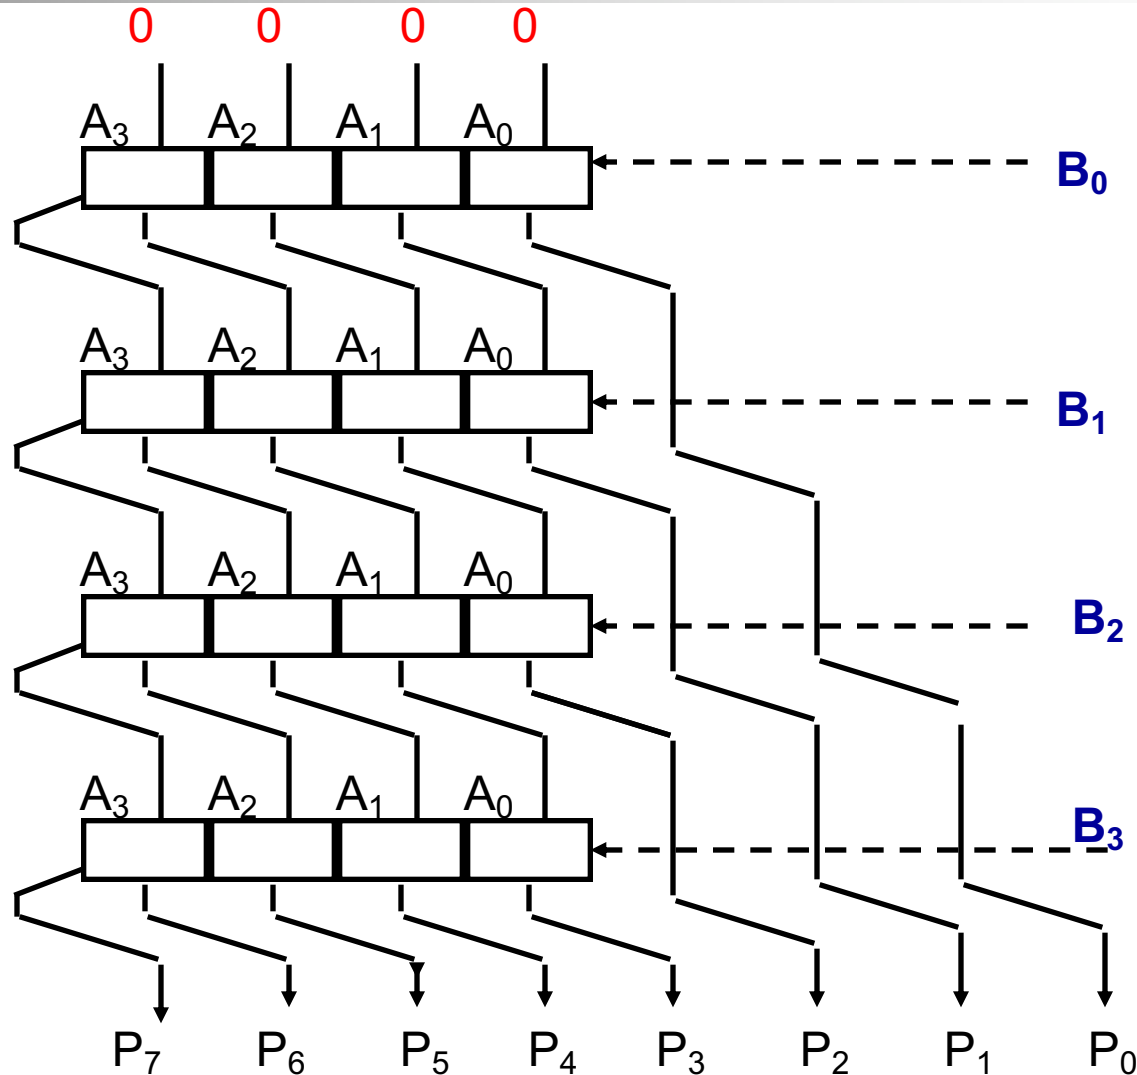 0 0 0 0
A₃ A₂ A₁ A₀
B₀
A₃ A₂ A₁ A₀
B₁
A₃ A₂ A₁ A₀
B₂
A₃ A₂ A₁ A₀
B₃
P₇ P₆ P₅ P₄ P₃ P₂ P₁ P₀